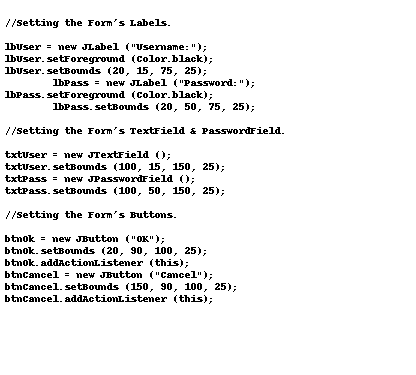 //Setting the Form's Labels.
lbUser = new JLabel ("Username:");
lbUser.setForeground (Color.black);
lbUser.setBounds (20, 15, 75, 25);
lbPass = new JLabel ("Password:");
lbPass.setForeground (Color.black);
lbPass.setBounds (20, 50, 75, 25);
//Setting the Form's TextField & PasswordField.
txtUser = new JTextField ();
txtUser.setBounds (100, 15, 150, 25);
txtPass = new JPasswordField ();
txtPass.setBounds (100, 50, 150, 25);
//Setting the Form's Buttons.
btnOk = new JButton ("OK");
btnOk.setBounds (20, 90, 100, 25);
btnOk.addActionListener (this);
btnCancel = new JButton ("Cancel");
btnCancel.setBounds (150, 90, 100, 25);
btnCancel.addActionListener (this);